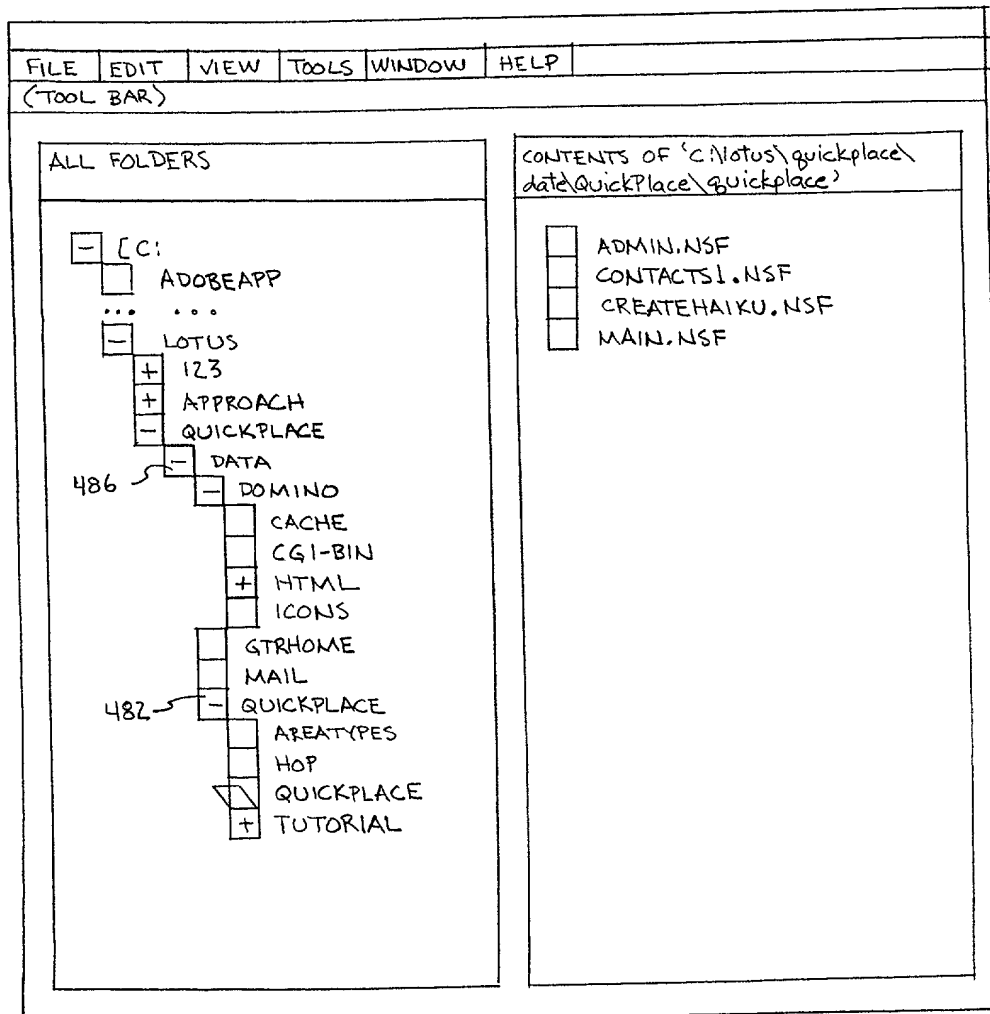 FILE EDIT VIEW TOOLS WINDOW HELP
(TOOL BAR)
ALL FOLDERS
[C:
ADOBEAPP
... ...
LOTUS
+ 123
+ APPROACH
- QUICKPLACE
- DATA
486
- DOMINO
CACHE
CGI-BIN
+ HTML
ICONS
GTRHOME
MAIL
482 - QUICKPLACE
AREATYPES
HOP
QUICKPLACE
+ TUTORIAL
CONTENTS OF 'C:\lotus\quickplace\
date\QuickPlace\quickplace'
ADMIN.NSF
CONTACTS1.NSF
CREATEHAIKU.NSF
MAIN.NSF